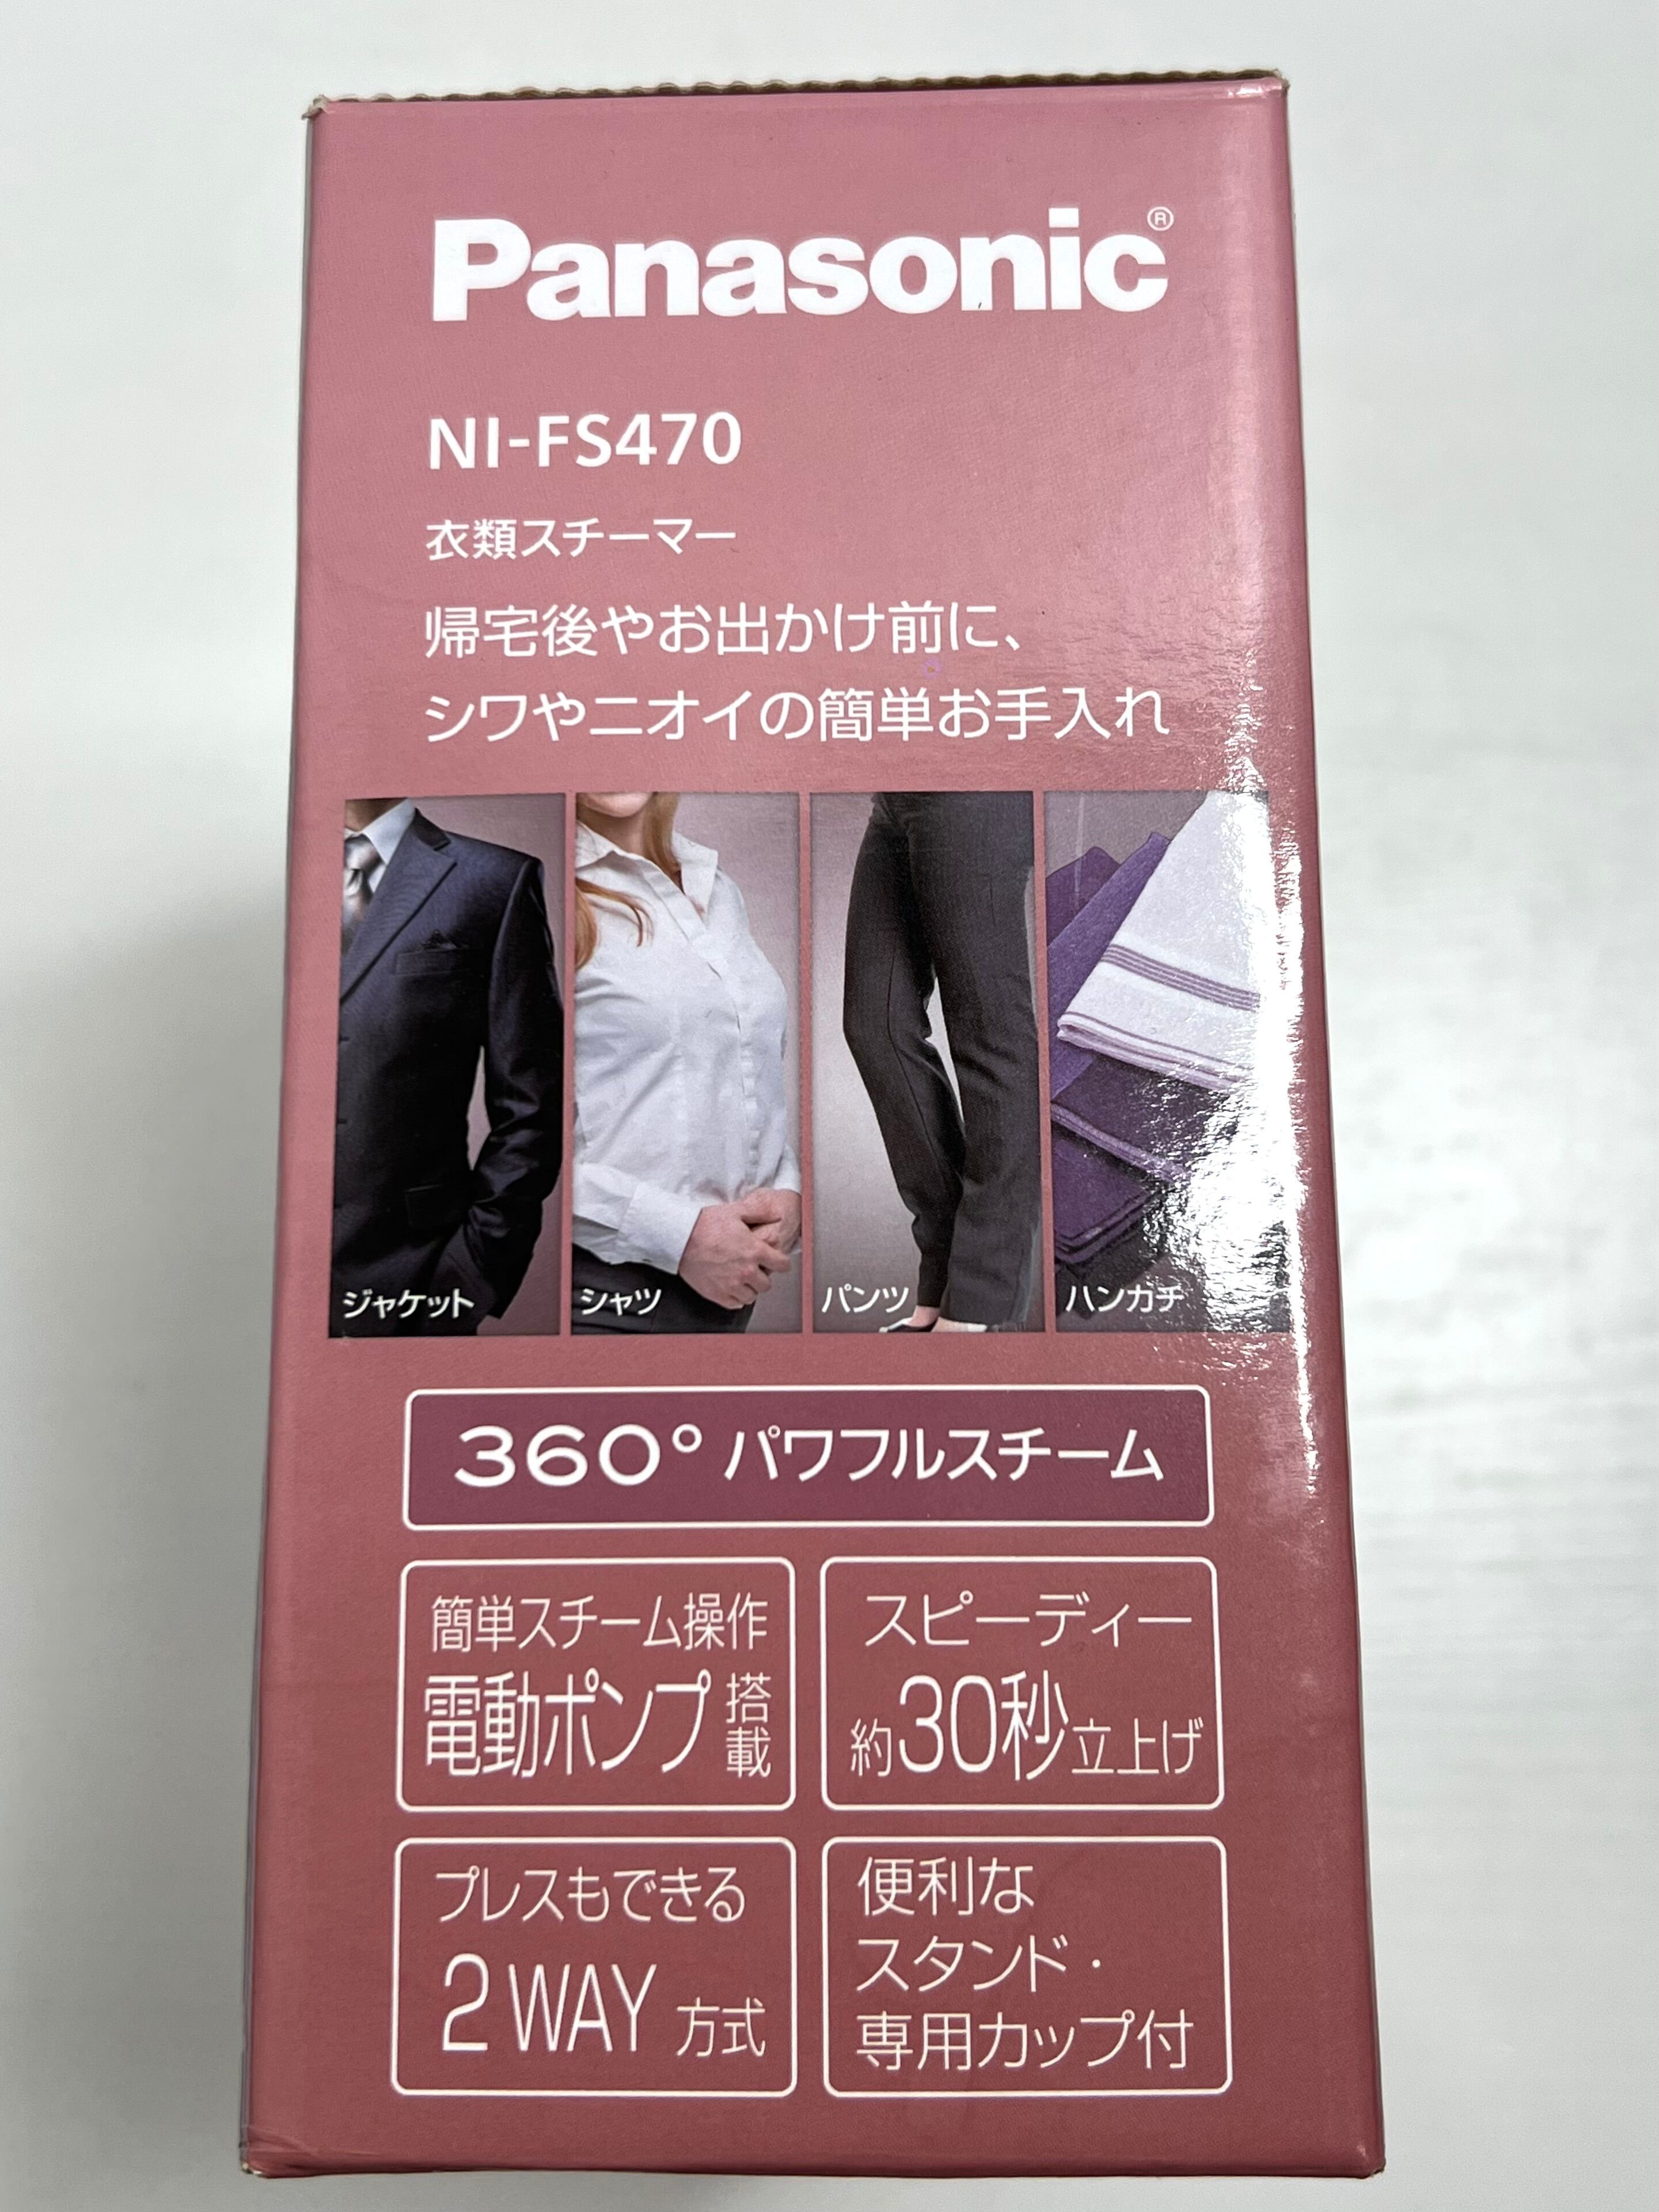 Panasonic®
NI-FS470
衣類スチーマー
帰宅後やお出かけ前に、
シワやニオイの簡単お手入れ
ジャケット
シャツ
パンツ
ハンカチ
360° パワフルスチーム
簡単スチーム操作
電動ポンプ搭載
スピーディー
約30秒立上げ
プレスもできる
2WAY方式
便利な
スタンド・
専用カップ付